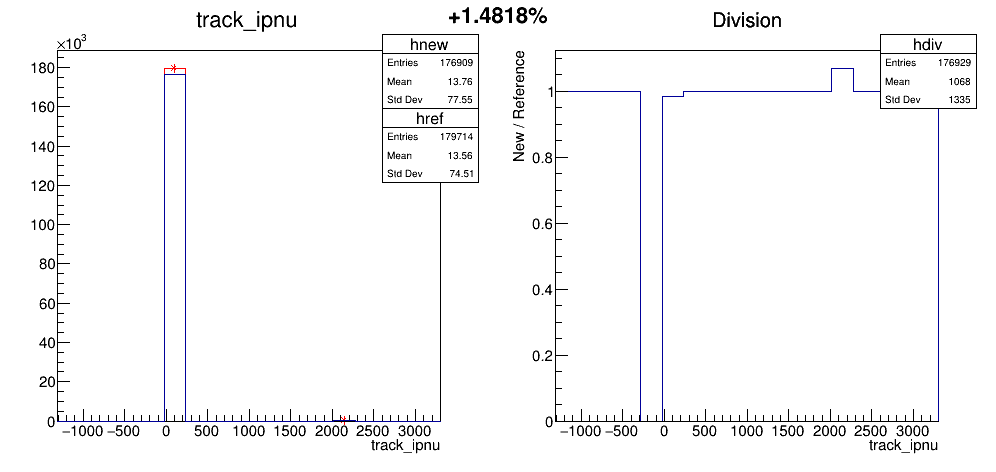 track_ipnu
+1.4818%
Division
×10³
hnew
Entries 176909
Mean 13.76
Std Dev 77.55
href
Entries 179714
Mean 13.56
Std Dev 74.51
180
160
140
120
100
80
60
40
20
0
−1000 −500 0 500 1000 1500 2000 2500 3000
track_ipnu
hdiv
Entries 176929
Mean 1068
Std Dev 1335
New / Reference
1
0.8
0.6
0.4
0.2
0
−1000 −500 0 500 1000 1500 2000 2500 3000
track_ipnu